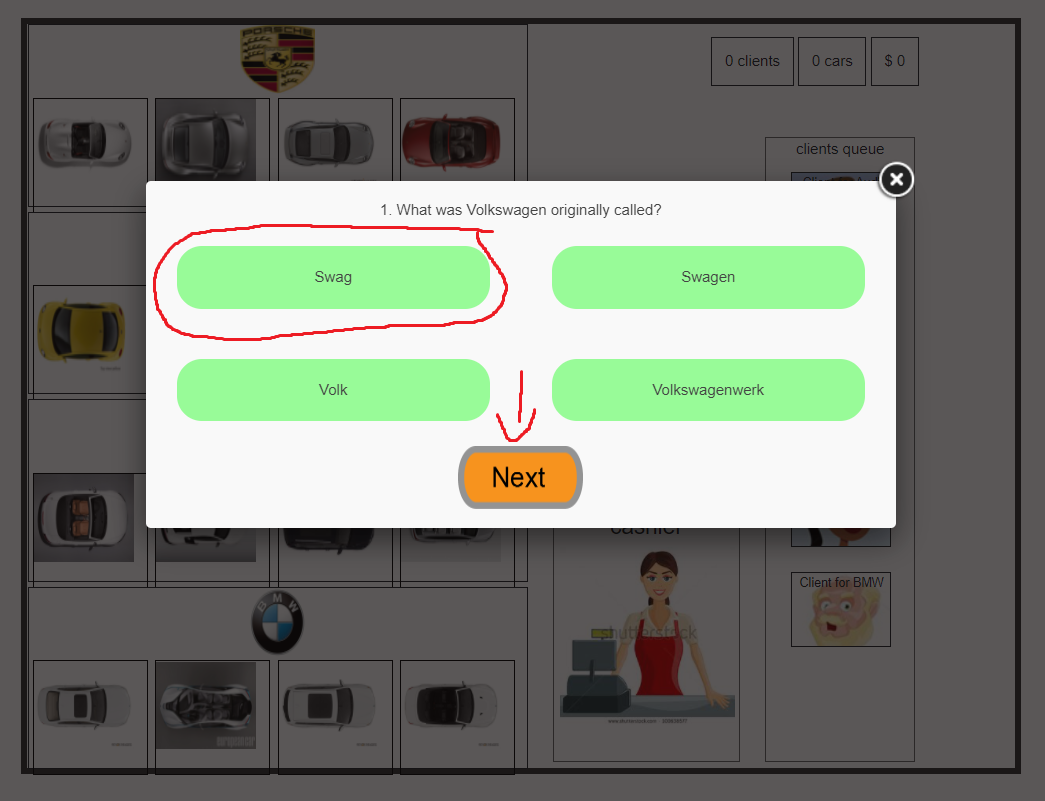 PORSCHE
0 clients
0 cars
$ 0
clients queue
1. What was Volkswagen originally called?
Swag
Swagen
Volk
Volkswagenwerk
Next
cashier
shutterstock
Client for BMW
BMW